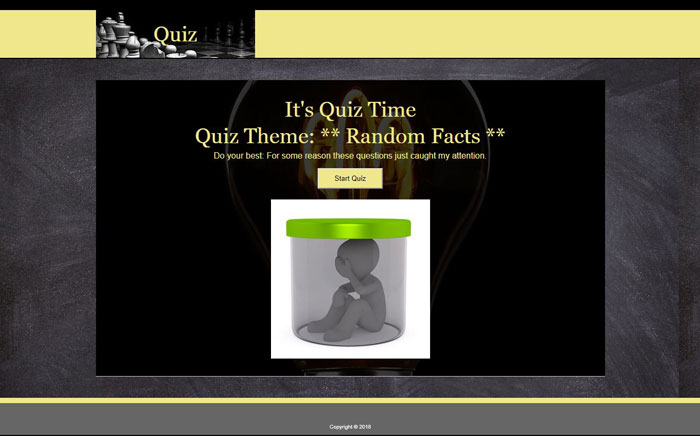 Quiz
It's Quiz Time
Quiz Theme: ** Random Facts **
Do your best: For some reason these questions just caught my attention.
Start Quiz
Copyright © 2018